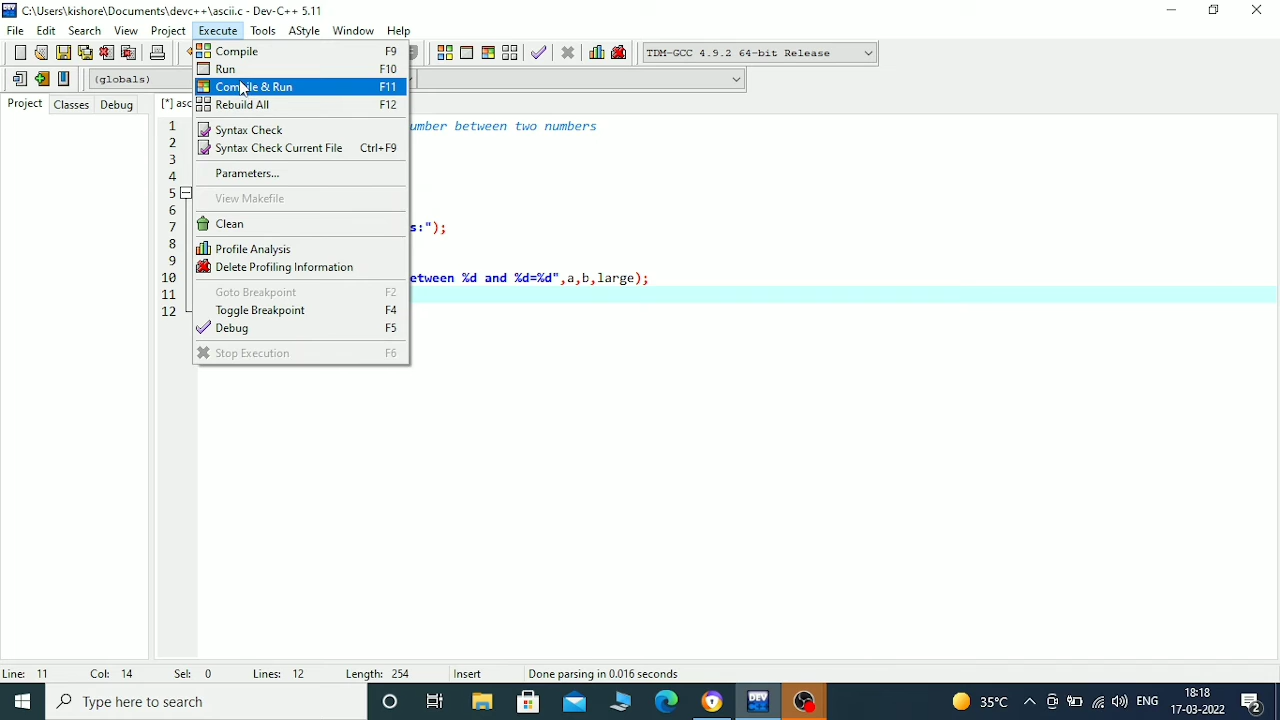 C:\Users\kishore\Documents\devc++\ascii.c - Dev-C++ 5.11
File Edit Search View Project Execute Tools AStyle Window Help
TDM-GCC 4.9.2 64-bit Release
(globals)
Project Classes Debug [*] asc
Compile F9
Run F10
Compile & Run F11
Rebuild All F12
Syntax Check
Syntax Check Current File Ctrl+F9
Parameters...
View Makefile
Clean
Profile Analysis
Delete Profiling Information
Goto Breakpoint F2
Toggle Breakpoint F4
Debug F5
Stop Execution F6
1 umber between two numbers
2
3
4
5
6
7 s:");
8
9
10 etween %d and %d=%d",a,b,large);
11
12
Line: 11 Col: 14 Sel: 0 Lines: 12 Length: 254 Insert Done parsing in 0.016 seconds
Type here to search
DEV
35°C ENG 18:18
17-03-2022
2